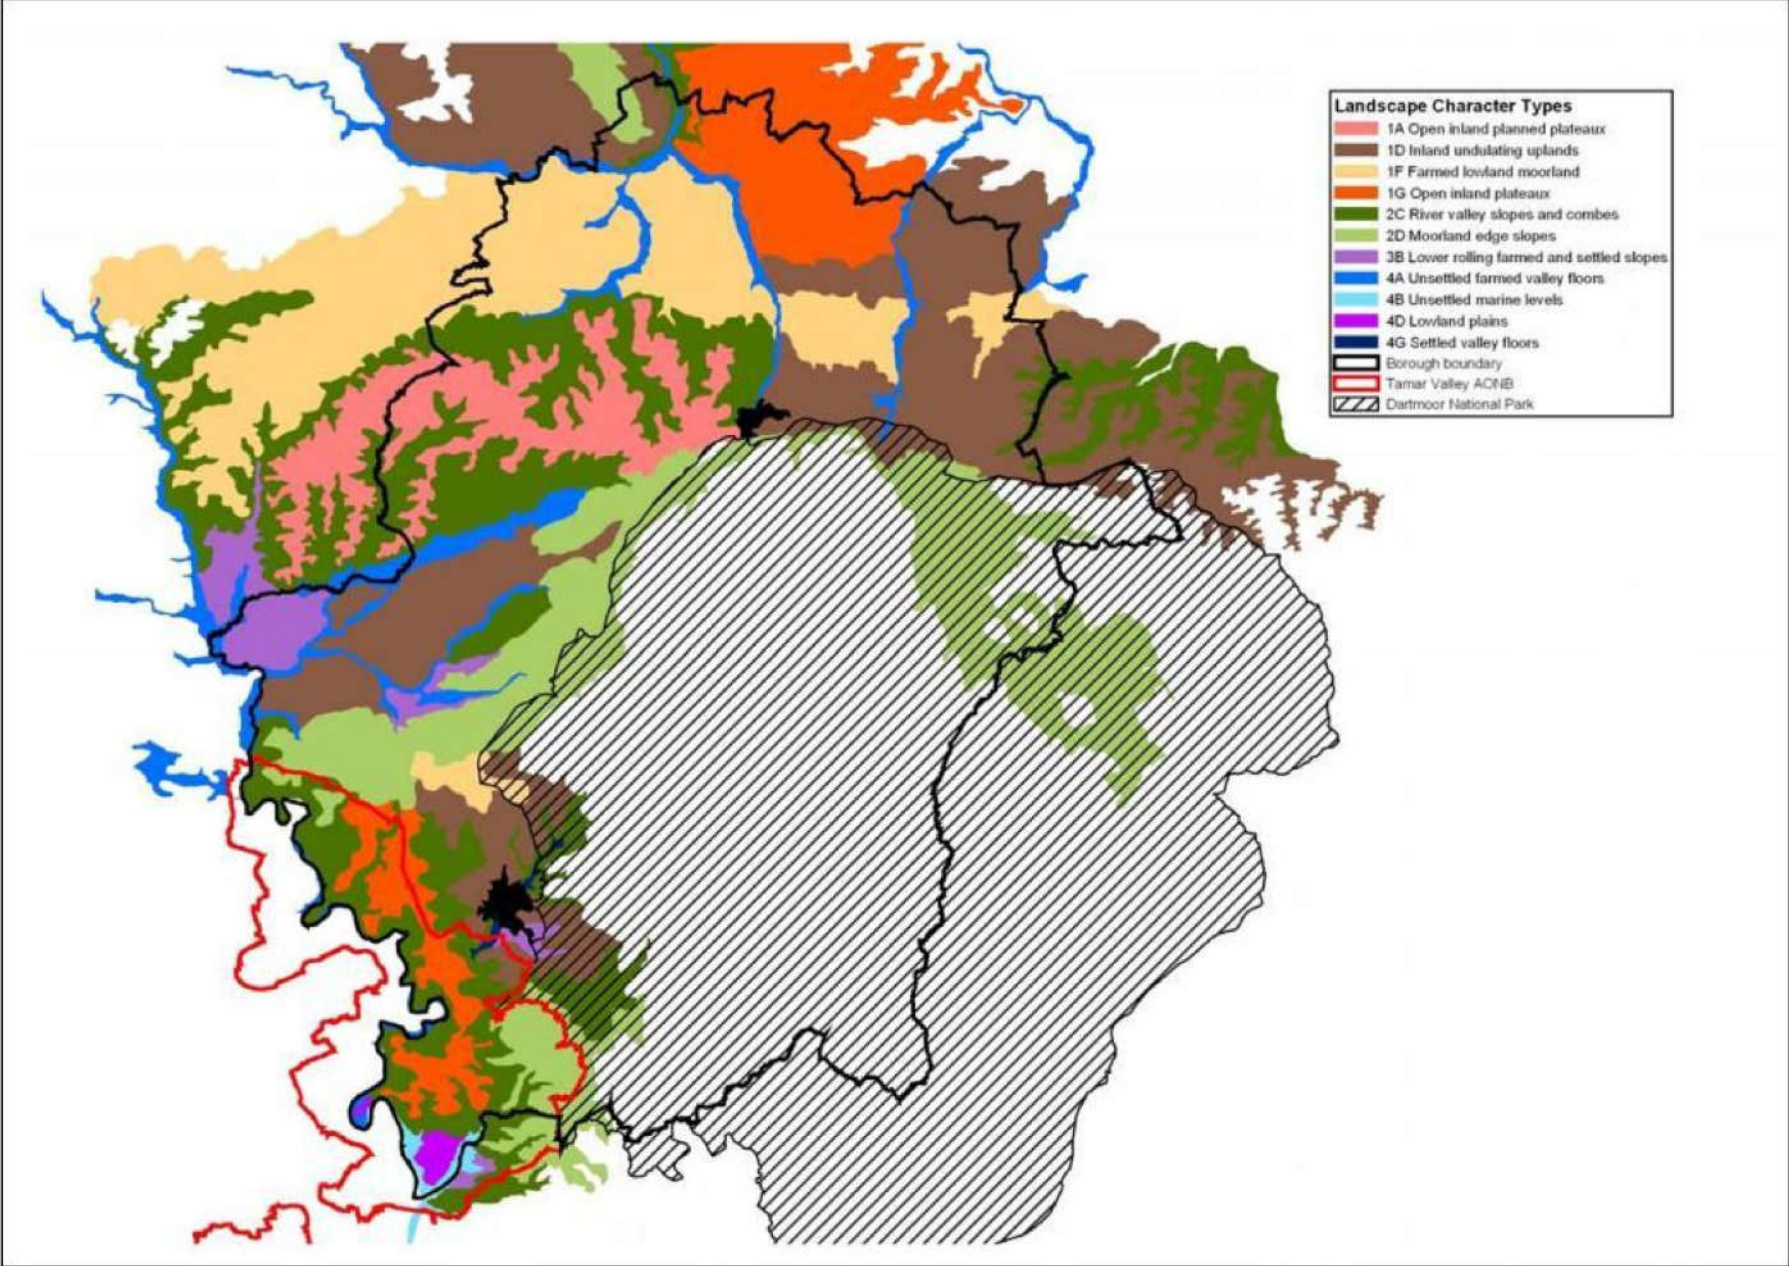 Landscape Character Types
1A Open inland planned plateaux
1D Inland undulating uplands
1F Farmed lowland moorland
1G Open inland plateaux
2C River valley slopes and combes
2D Moorland edge slopes
3B Lower rolling farmed and settled slopes
4A Unsettled farmed valley floors
4B Unsettled marine levels
4D Lowland plains
4G Settled valley floors
Borough boundary
Tamar Valley AONB
Dartmoor National Park